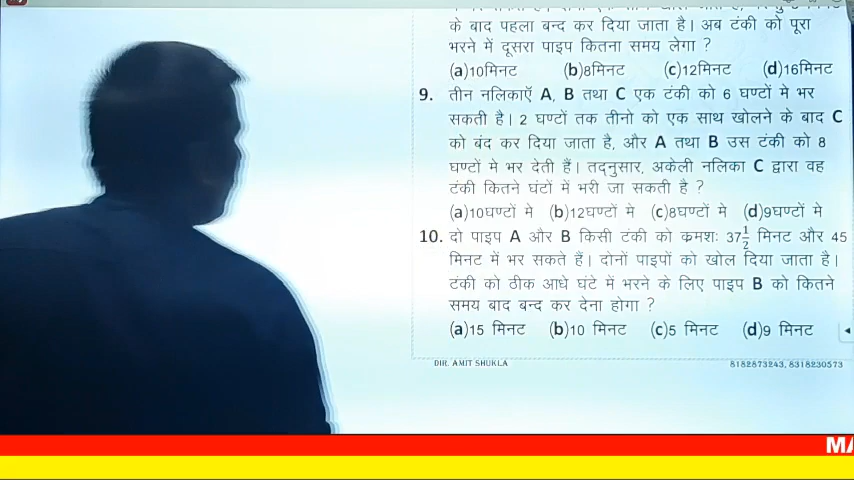 के बाद पहला बन्द कर दिया जाता है। अब टंकी को पूरा
भरने में दूसरा पाइप कितना समय लेगा ?
(a)10मिनट (b)8मिनट (c)12मिनट (d)16मिनट
9. तीन नलिकाऍ A, B तथा C एक टंकी को 6 घण्टों मे भर
सकती है। 2 घण्टों तक तीनो को एक साथ खोलने के बाद C
को बंद कर दिया जाता है, और A तथा B उस टंकी को 8
घण्टों मे भर देती हैं। तद्नुसार, अकेली नलिका C द्वारा वह
टंकी कितने घंटों में भरी जा सकती है ?
(a)10घण्टों मे (b)12घण्टों मे (c)8घण्टों मे (d)9घण्टों मे
10. दो पाइप A और B किसी टंकी को क्रमशः 37½ मिनट और 45
मिनट में भर सकते हैं। दोनों पाइपों को खोल दिया जाता है।
टंकी को ठीक आधे घंटे में भरने के लिए पाइप B को कितने
समय बाद बन्द कर देना होगा ?
(a)15 मिनट (b)10 मिनट (c)5 मिनट (d)9 मिनट
DIR. AMIT SHUKLA 8182873243, 8318230573